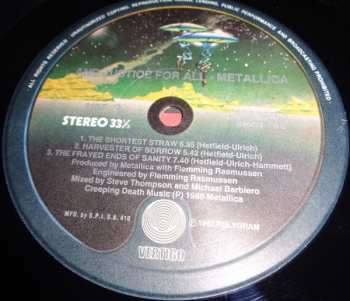 ALL RIGHTS RESERVED. UNAUTHORIZED COPYING, REPRODUCTION, HIRING, LENDING, PUBLIC PERFORMANCE AND BROADCASTING PROHIBITED
...AND JUSTICE FOR ALL - METALLICA
STEREO 33⅓
1. THE SHORTEST STRAW 6.35 (Hetfield-Ulrich)
2. HARVESTER OF SORROW 5.42 (Hetfield-Ulrich)
3. THE FRAYED ENDS OF SANITY 7.40 (Hetfield-Ulrich-Hammett)
Produced by Metallica with Flemming Rasmussen
Engineered by Flemming Rasmussen
Mixed by Steve Thompson and Michael Barbiero
Creeping Death Music (P) 1988 Metallica
MFG. by
VERTIGO
POLYGRAM